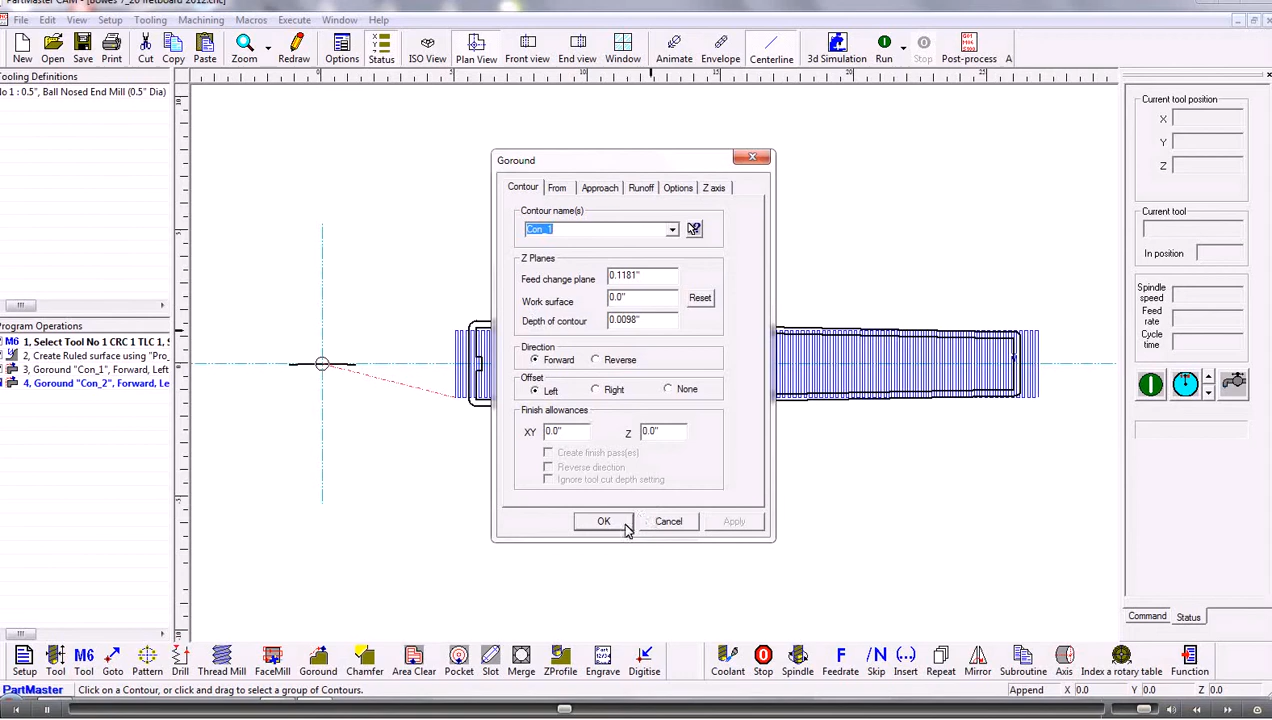 PartMaster CAM - [Bowes 7_20 fretboard 2012.cnc]
File Edit View Setup Tooling Machining Macros Execute Window Help
New Open Save Print Cut Copy Paste Zoom Redraw Options Status ISO View Plan View Front view End view Window Animate Envelope Centerline 3d Simulation Run Stop Post-process A
Tooling Definitions
No 1 : 0.5", Ball Nosed End Mill (0.5" Dia)
Program Operations
M6 1, Select Tool No 1 CRC 1 TLC 1,
2, Create Ruled surface using "Pro_
3, Goround "Con_1", Forward, Left
4, Goround "Con_2", Forward, Le
0 5 20 25
Goround
Contour From Approach Runoff Options Z axis
Contour name(s)
Con_1
Z Planes
Feed change plane 0.1181"
Work surface 0.0" Reset
Depth of contour 0.0098"
Direction
Forward Reverse
Offset
Left Right None
Finish allowances
XY 0.0" Z 0.0"
Create finish pass(es)
Reverse direction
Ignore tool cut depth setting
OK Cancel Apply
Current tool position
X
Y
Z
Current tool
In position
Spindle speed
Feed rate
Cycle time
Command Status
Setup Tool Goto Pattern Drill Thread Mill FaceMill Goround Chamfer Area Clear Pocket Slot Merge ZProfile Engrave Digitise Coolant Stop Spindle Feedrate Skip Insert Repeat Mirror Subroutine Index a rotary table Function
PartMaster Click on a Contour, or click and drag to select a group of Contours. Append X 0.0 Y 0.0 Z 0.0